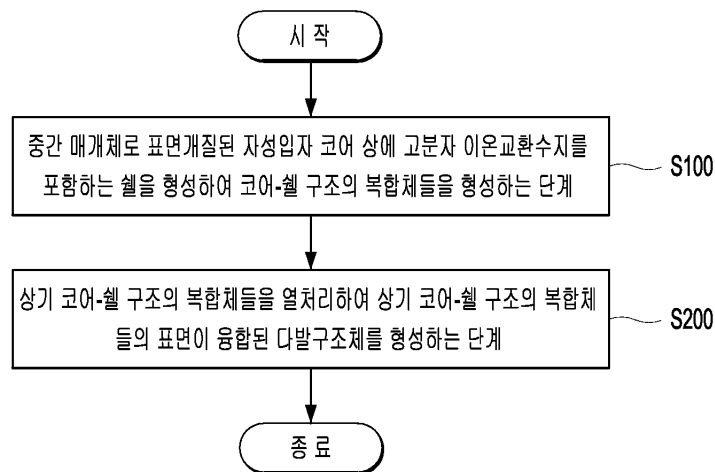 시 작
중간 매개체로 표면개질된 자성입자 코어 상에 고분자 이온교환수지를
포함하는 쉘을 형성하여 코어-쉘 구조의 복합체들을 형성하는 단계
S100
상기 코어-쉘 구조의 복합체들을 열처리하여 상기 코어-쉘 구조의 복합체
들의 표면이 융합된 다발구조체를 형성하는 단계
S200
종 료